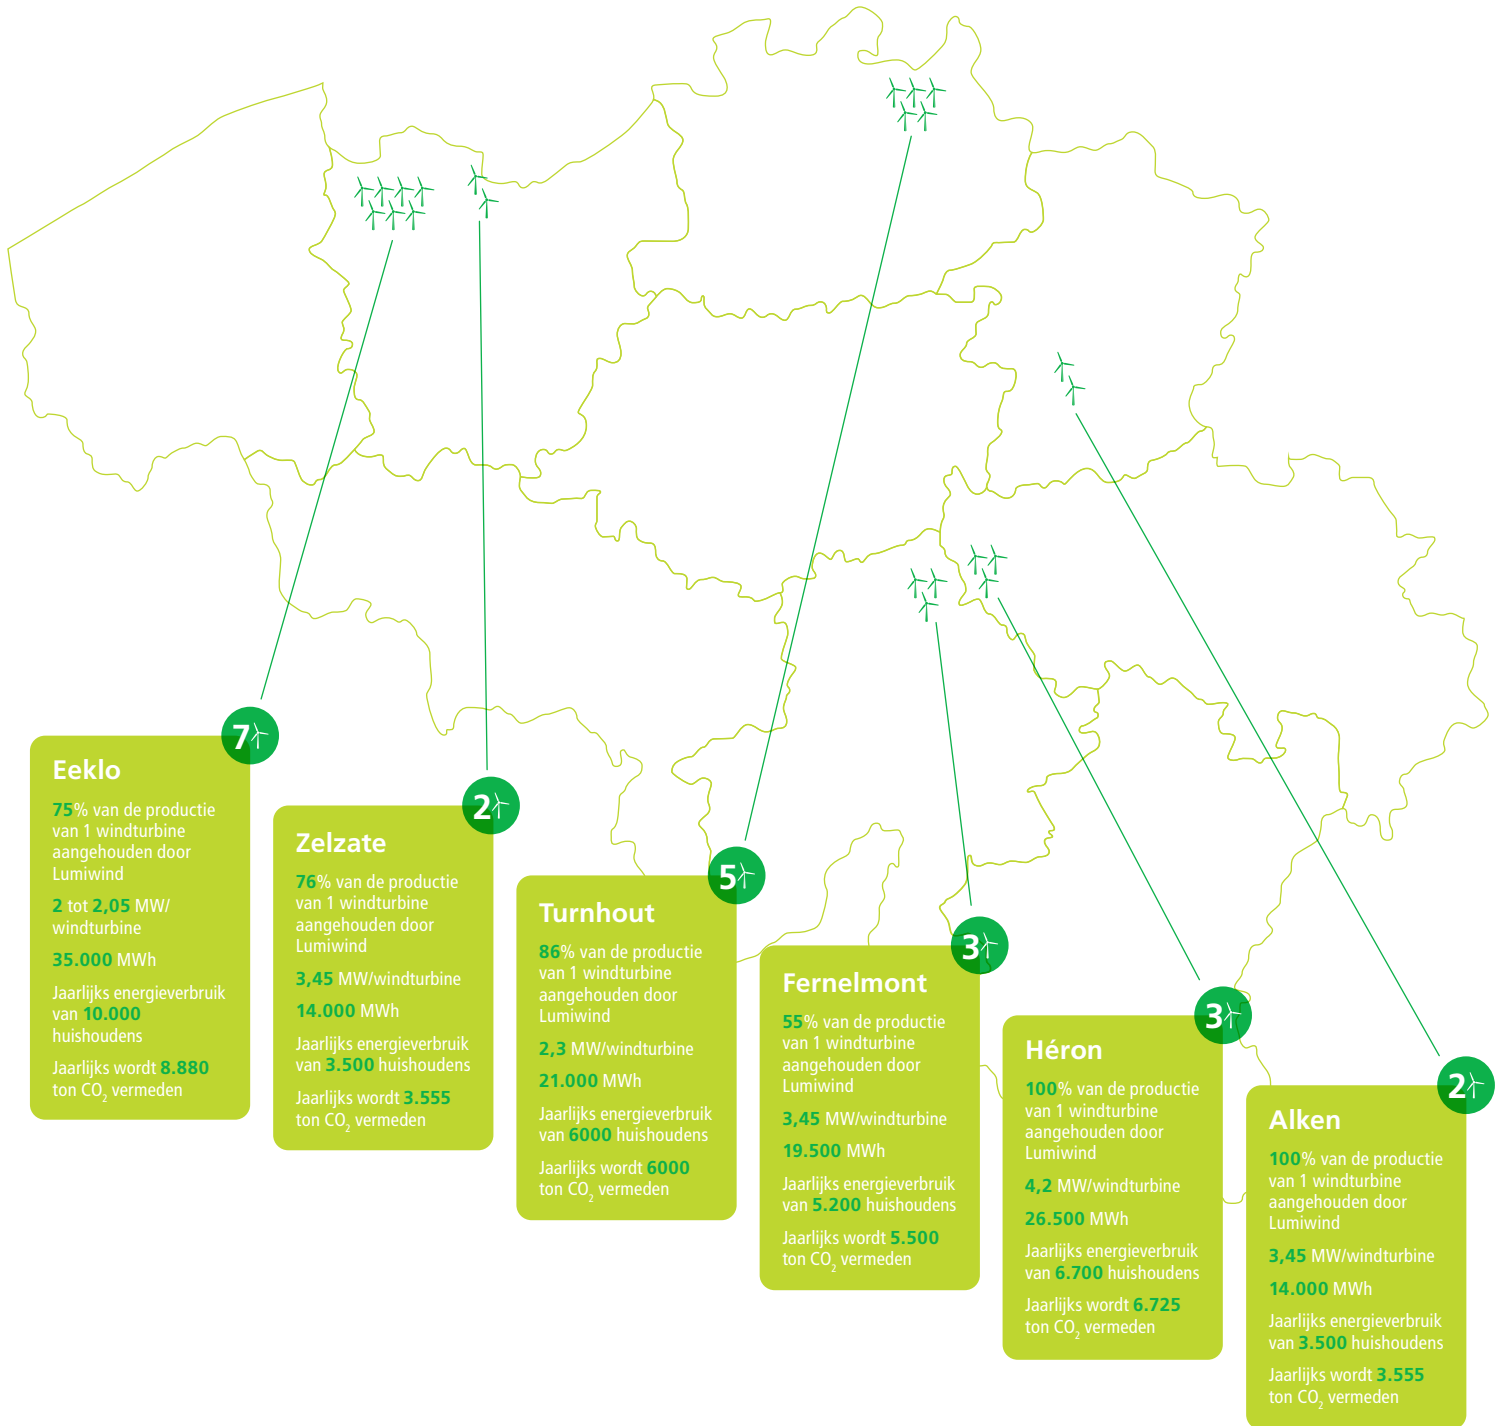 7
Eeklo
75% van de productie
van 1 windturbine
aangehouden door
Lumiwind
2 tot 2,05 MW/
windturbine
35.000 MWh
Jaarlijks energieverbruik
van 10.000
huishoudens
Jaarlijks wordt 8.880
ton CO₂ vermeden
2
Zelzate
76% van de productie
van 1 windturbine
aangehouden door
Lumiwind
3,45 MW/windturbine
14.000 MWh
Jaarlijks energieverbruik
van 3.500 huishoudens
Jaarlijks wordt 3.555
ton CO₂ vermeden
5
Turnhout
86% van de productie
van 1 windturbine
aangehouden door
Lumiwind
2,3 MW/windturbine
21.000 MWh
Jaarlijks energieverbruik
van 6000 huishoudens
Jaarlijks wordt 6000
ton CO₂ vermeden
3
Fernelmont
55% van de productie
van 1 windturbine
aangehouden door
Lumiwind
3,45 MW/windturbine
19.500 MWh
Jaarlijks energieverbruik
van 5.200 huishoudens
Jaarlijks wordt 5.500
ton CO₂ vermeden
3
Héron
100% van de productie
van 1 windturbine
aangehouden door
Lumiwind
4,2 MW/windturbine
26.500 MWh
Jaarlijks energieverbruik
van 6.700 huishoudens
Jaarlijks wordt 6.725
ton CO₂ vermeden
2
Alken
100% van de productie
van 1 windturbine
aangehouden door
Lumiwind
3,45 MW/windturbine
14.000 MWh
Jaarlijks energieverbruik
van 3.500 huishoudens
Jaarlijks wordt 3.555
ton CO₂ vermeden